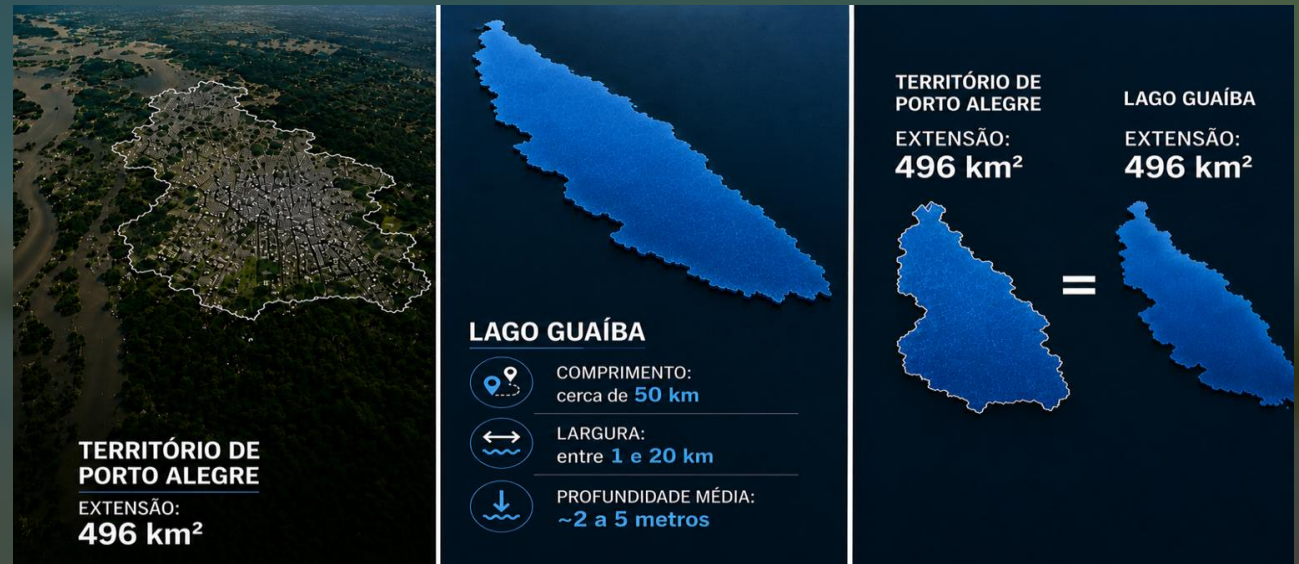 TERRITÓRIO DE
PORTO ALEGRE
EXTENSÃO:
496 km²
LAGO GUAÍBA
COMPRIMENTO:
cerca de 50 km
LARGURA:
entre 1 e 20 km
PROFUNDIDADE MÉDIA:
~2 a 5 metros
TERRITÓRIO DE
PORTO ALEGRE
EXTENSÃO:
496 km²
=
LAGO GUAÍBA
EXTENSÃO:
496 km²